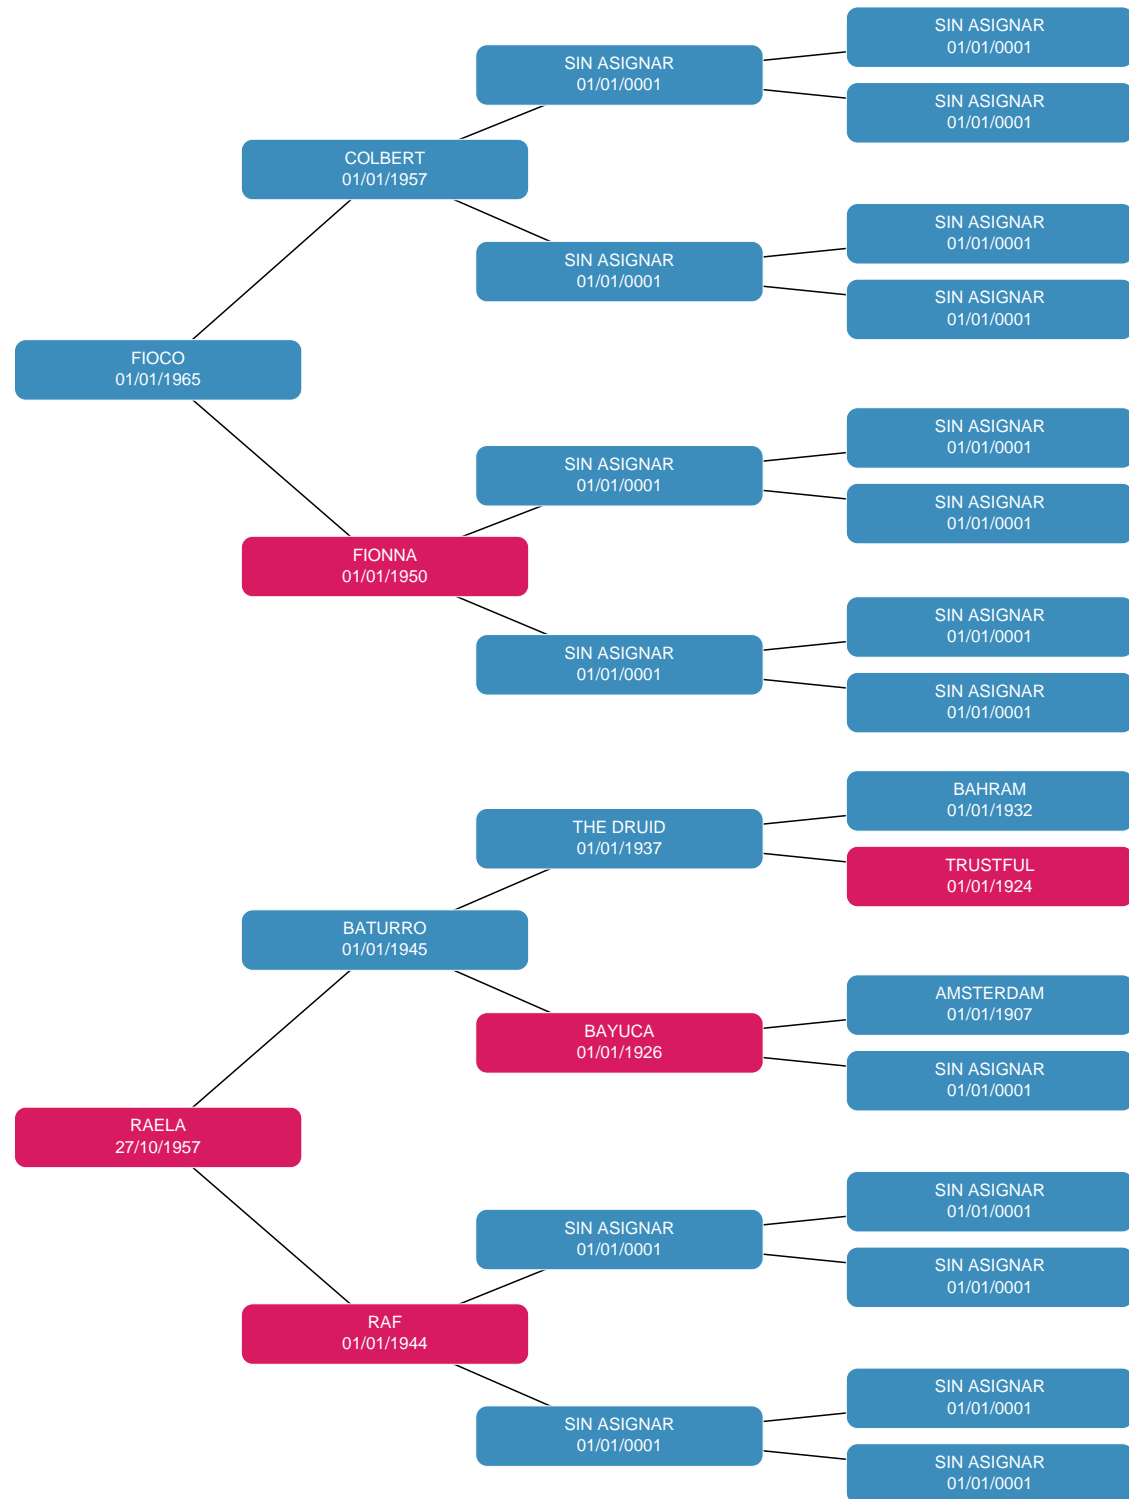 SIN ASIGNAR
01/01/0001
SIN ASIGNAR
01/01/0001
SIN ASIGNAR
01/01/0001
COLBERT
01/01/1957
SIN ASIGNAR
01/01/0001
SIN ASIGNAR
01/01/0001
SIN ASIGNAR
01/01/0001
FIOCO
01/01/1965
SIN ASIGNAR
01/01/0001
SIN ASIGNAR
01/01/0001
SIN ASIGNAR
01/01/0001
FIONNA
01/01/1950
SIN ASIGNAR
01/01/0001
SIN ASIGNAR
01/01/0001
SIN ASIGNAR
01/01/0001
BAHRAM
01/01/1932
THE DRUID
01/01/1937
TRUSTFUL
01/01/1924
BATURRO
01/01/1945
AMSTERDAM
01/01/1907
BAYUCA
01/01/1926
SIN ASIGNAR
01/01/0001
RAELA
27/10/1957
SIN ASIGNAR
01/01/0001
SIN ASIGNAR
01/01/0001
SIN ASIGNAR
01/01/0001
RAF
01/01/1944
SIN ASIGNAR
01/01/0001
SIN ASIGNAR
01/01/0001
SIN ASIGNAR
01/01/0001